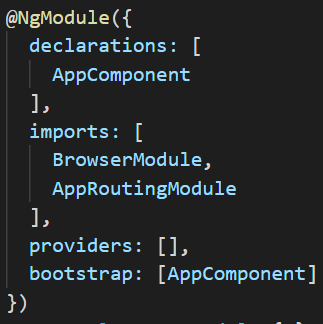 @NgModule({
declarations: [
AppComponent
],
imports: [
BrowserModule,
AppRoutingModule
],
providers: [],
bootstrap: [AppComponent]
})